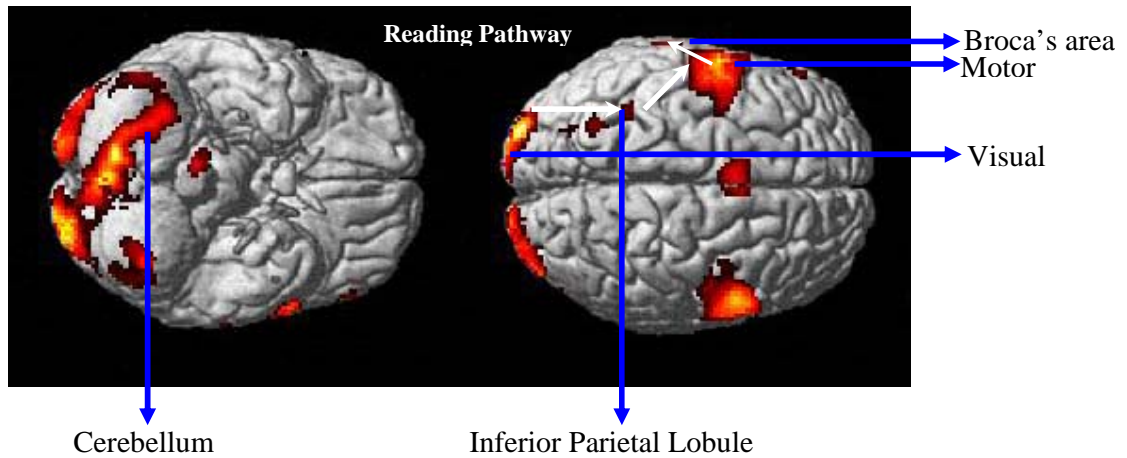 Reading Pathway
Broca's area
Motor
Visual
Cerebellum
Inferior Parietal Lobule